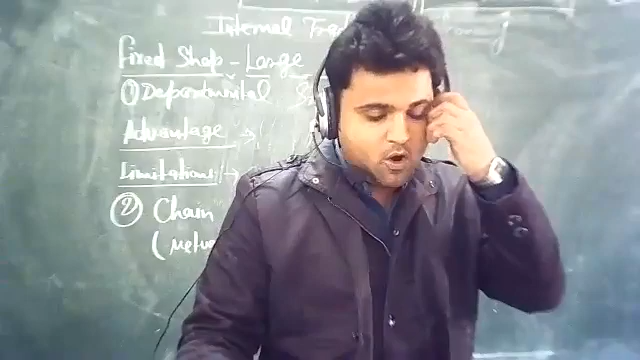 Internal Trade
Fixed Shop - Large
① Departmental S
Advantage →
Limitations →
② Chain
(